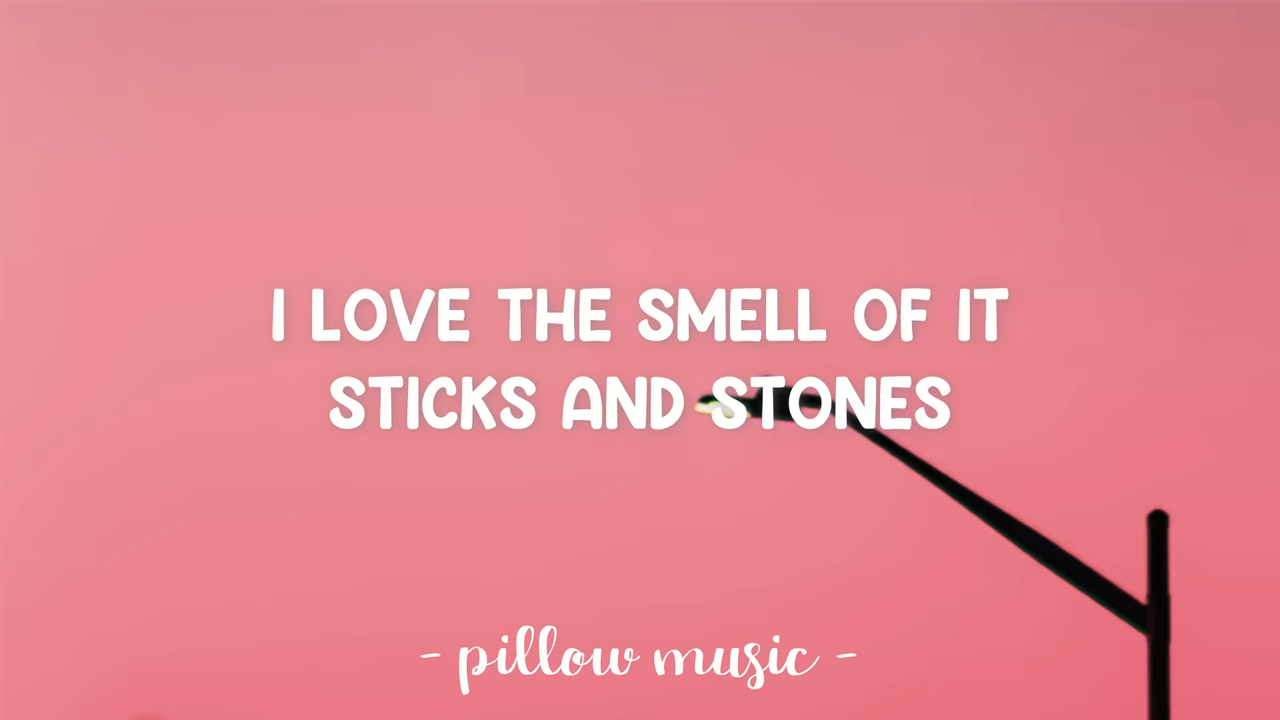 I LOVE THE SMELL OF IT
STICKS AND STONES
- pillow music -